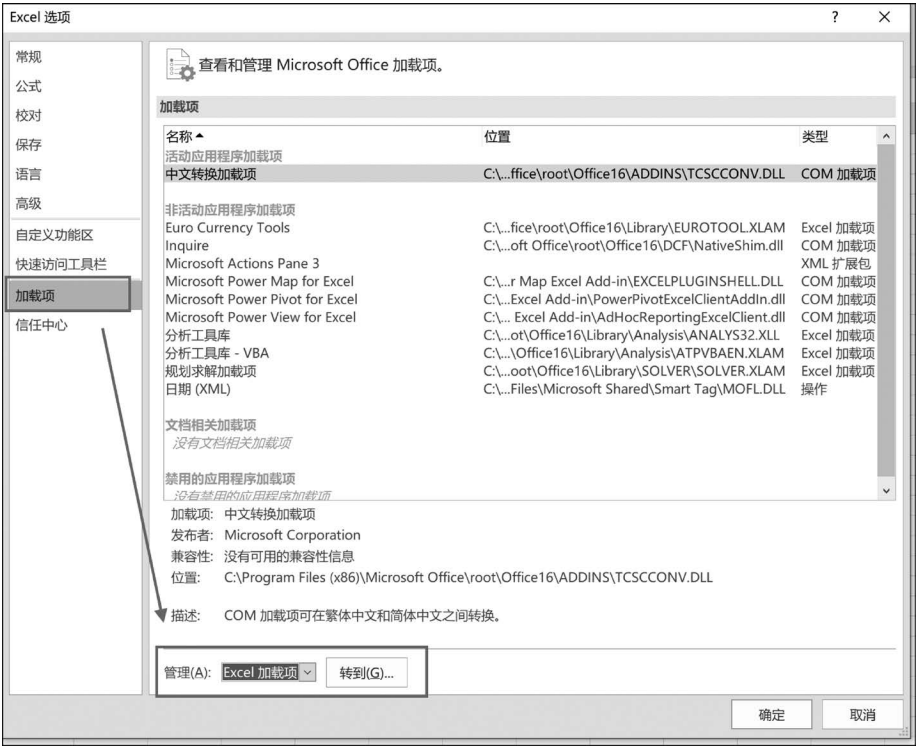 Excel 选项 ? ×
常规
公式
校对
保存
语言
高级
自定义功能区
快速访问工具栏
加载项
信任中心
查看和管理 Microsoft Office 加载项。
加载项
名称 位置 类型
活动应用程序加载项
中文转换加载项 C:\...ffice\root\Office16\ADDINS\TCSCCONV.DLL COM 加载项
非活动应用程序加载项
Euro Currency Tools C:\...fice\root\Office16\Library\EUROTOOL.XLAM Excel 加载项
Inquire C:\...oft Office\root\Office16\DCF\NativeShim.dll COM 加载项
Microsoft Actions Pane 3 XML 扩展包
Microsoft Power Map for Excel C:\...r Map Excel Add-in\EXCELPLUGINSHELL.DLL COM 加载项
Microsoft Power Pivot for Excel C:\...Excel Add-in\PowerPivotExcelClientAddIn.dll COM 加载项
Microsoft Power View for Excel C:\... Excel Add-in\AdHocReportingExcelClient.dll COM 加载项
分析工具库 C:\...ot\Office16\Library\Analysis\ANALYS32.XLL Excel 加载项
分析工具库 - VBA C:\...\Office16\Library\Analysis\ATPVBAEN.XLAM Excel 加载项
规划求解加载项 C:\...oot\Office16\Library\SOLVER\SOLVER.XLAM Excel 加载项
日期 (XML) C:\...Files\Microsoft Shared\Smart Tag\MOFL.DLL 操作
文档相关加载项
没有文档相关加载项
禁用的应用程序加载项
没有禁用的应用程序加载项
加载项: 中文转换加载项
发布者: Microsoft Corporation
兼容性: 没有可用的兼容性信息
位置: C:\Program Files (x86)\Microsoft Office\root\Office16\ADDINS\TCSCCONV.DLL
描述: COM 加载项可在繁体中文和简体中文之间转换。
管理(A): Excel 加载项 转到(G)...
确定 取消